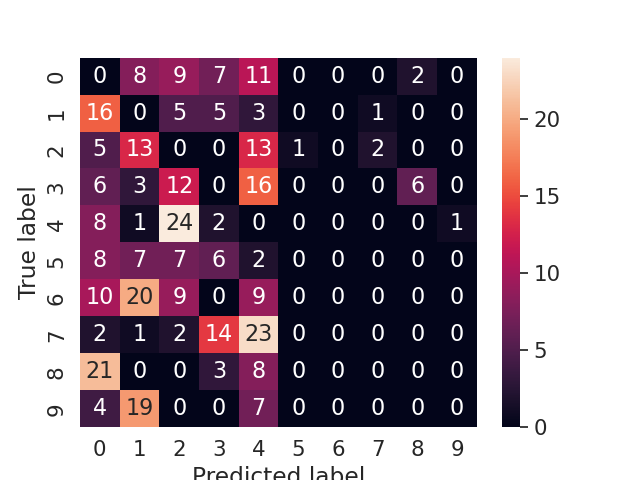 0 0 8 9 7 11 0 0 0 2 0
1 16 0 5 5 3 0 0 1 0 0
2 5 13 0 0 13 1 0 2 0 0
3 6 3 12 0 16 0 0 0 6 0
4 8 1 24 2 0 0 0 0 0 1
5 8 7 7 6 2 0 0 0 0 0
6 10 20 9 0 9 0 0 0 0 0
7 2 1 2 14 23 0 0 0 0 0
8 21 0 0 3 8 0 0 0 0 0
9 4 19 0 0 7 0 0 0 0 0
0 1 2 3 4 5 6 7 8 9
True label
Predicted label
20
15
10
5
0